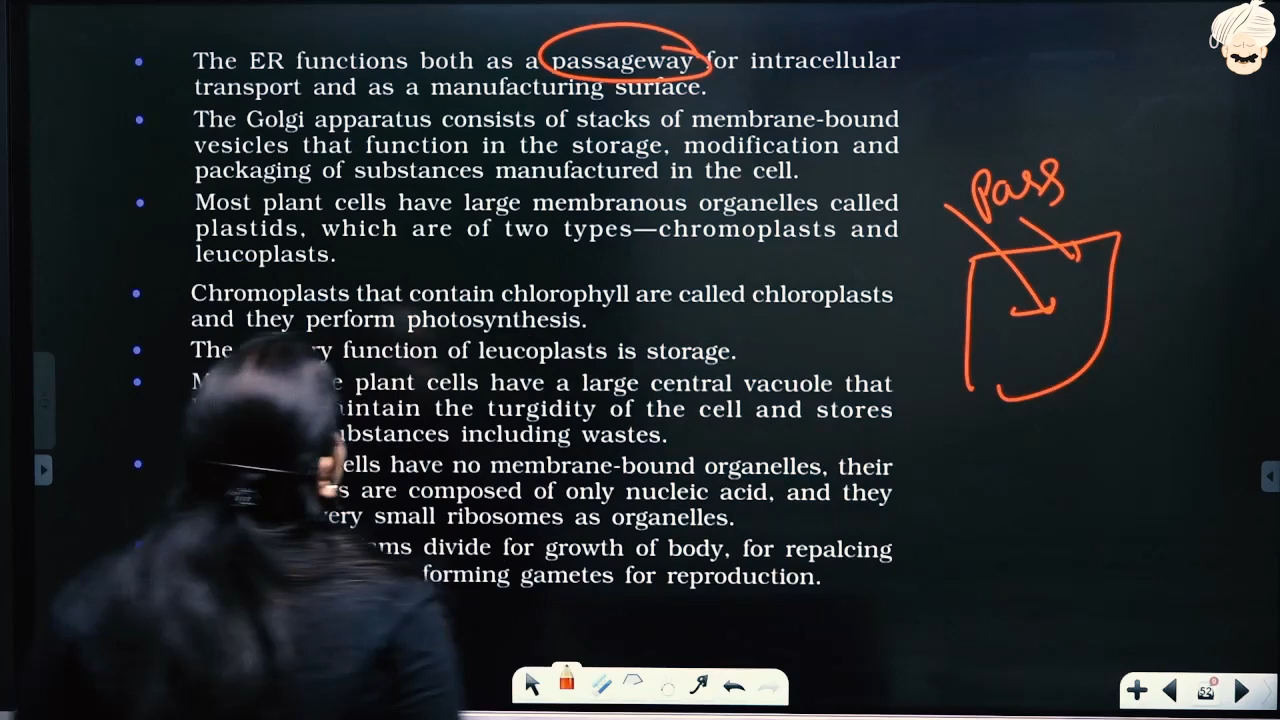 The ER functions both as a passageway for intracellular
transport and as a manufacturing surface.
The Golgi apparatus consists of stacks of membrane-bound
vesicles that function in the storage, modification and
packaging of substances manufactured in the cell.
Most plant cells have large membranous organelles called
plastids, which are of two types—chromoplasts and
leucoplasts.
Pass
Chromoplasts that contain chlorophyll are called chloroplasts
and they perform photosynthesis.
The function of leucoplasts is storage.
plant cells have a large central vacuole that
the turgidity of the cell and stores
including wastes.
have no membrane-bound organelles, their
are composed of only nucleic acid, and they
small ribosomes as organelles.
divide for growth of body, for repalcing
forming gametes for reproduction.
52